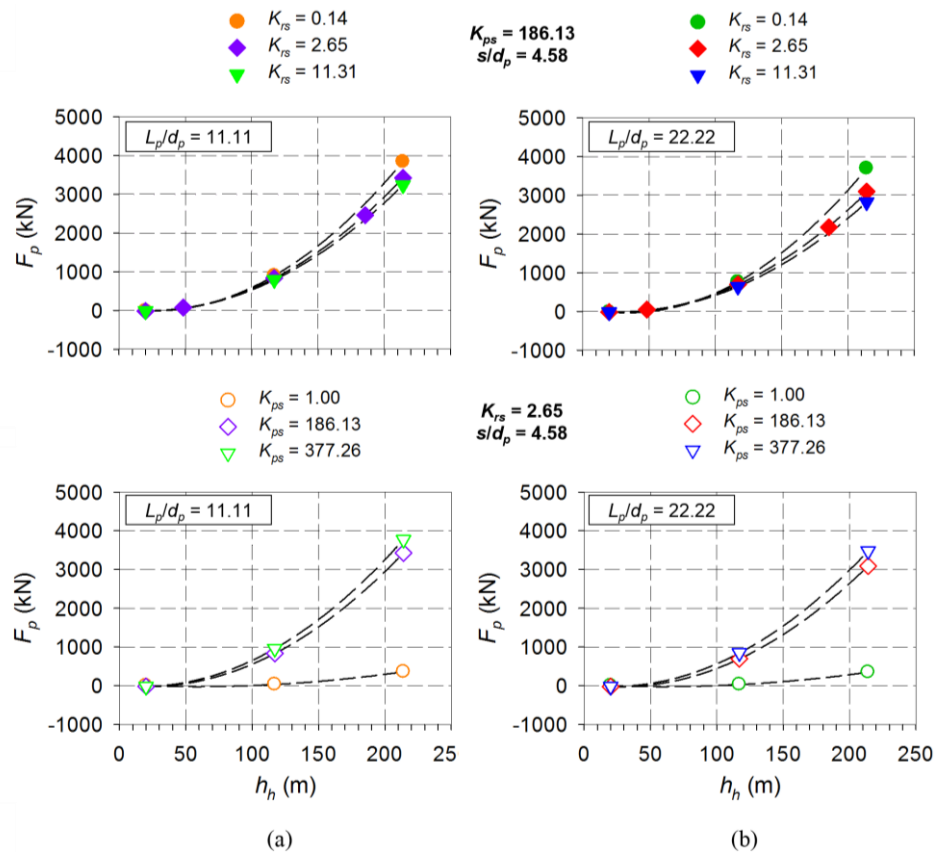 K_rs = 0.14
K_rs = 2.65
K_rs = 11.31
K_ps = 186.13
s/d_p = 4.58
K_rs = 0.14
K_rs = 2.65
K_rs = 11.31
5000
4000
3000
2000
1000
0
-1000
F_p (kN)
L_p/d_p = 11.11
5000
4000
3000
2000
1000
0
-1000
F_p (kN)
L_p/d_p = 22.22
K_ps = 1.00
K_ps = 186.13
K_ps = 377.26
K_rs = 2.65
s/d_p = 4.58
K_ps = 1.00
K_ps = 186.13
K_ps = 377.26
5000
4000
3000
2000
1000
0
-1000
F_p (kN)
L_p/d_p = 11.11
0 50 100 150 200 250
h_h (m)
5000
4000
3000
2000
1000
0
-1000
F_p (kN)
L_p/d_p = 22.22
0 50 100 150 200 250
h_h (m)
(a)
(b)